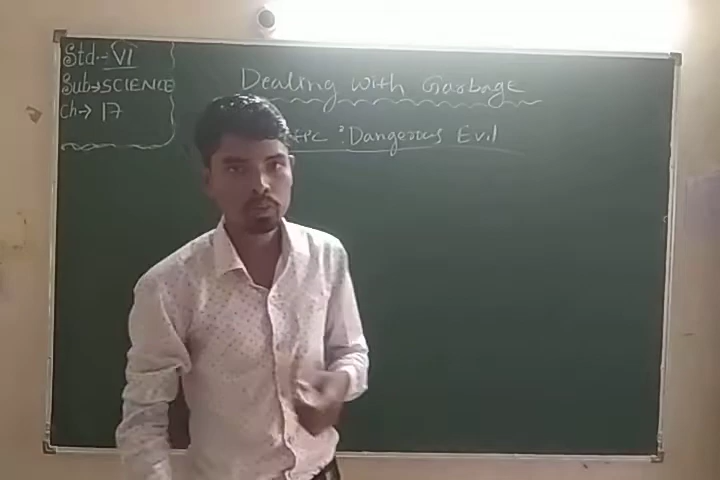 Std.- VI
Sub→SCIENCE
Ch→ 17
Dealing with Garbage
: Dangerous Evil